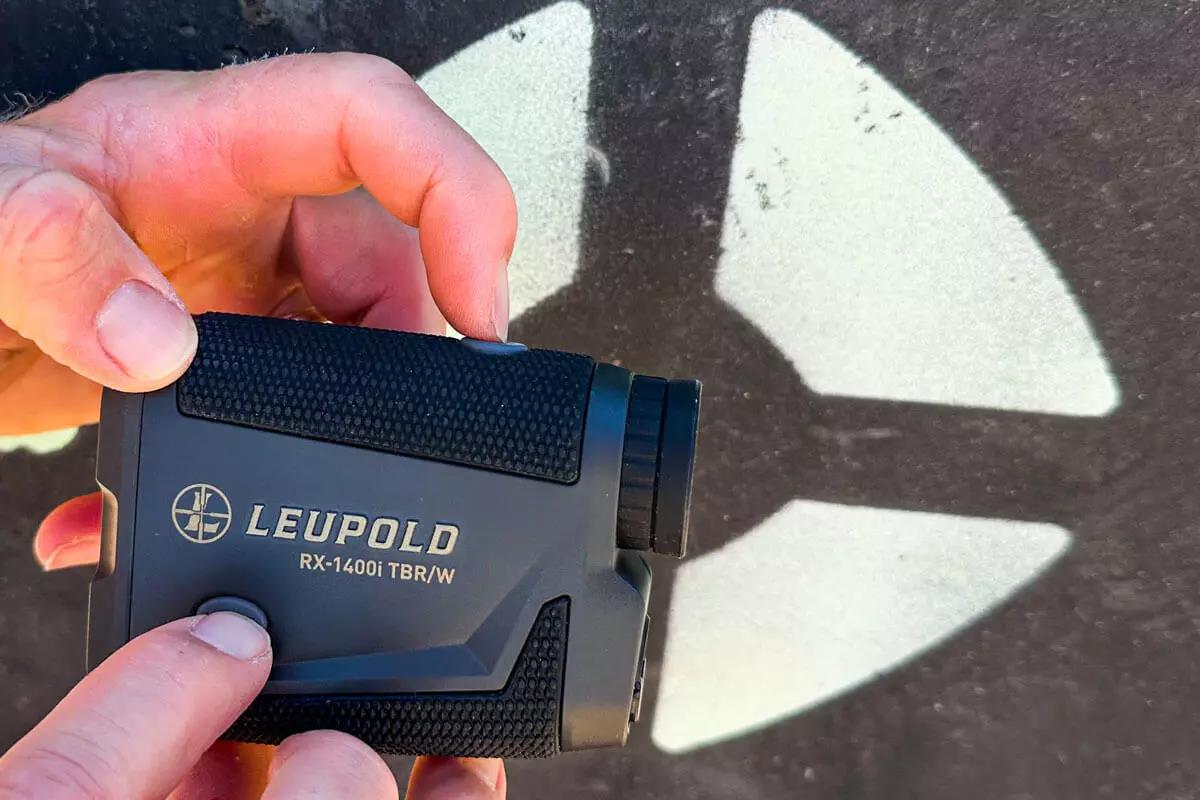 LEUPOLD
RX-1400i TBR/W